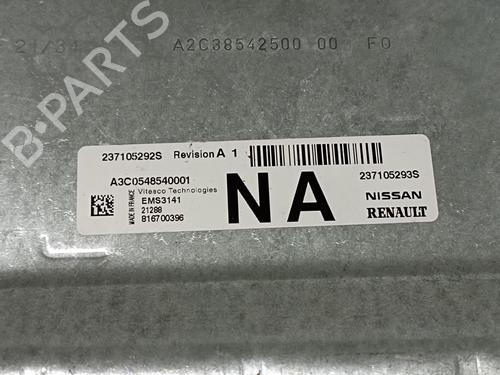 21/34 A2C38542500 00 F0
237105292S Revision A 1
A3C0548540001
237105293S
Vitesco Technologies
EMS3141
21288
816700396
MADE IN FRANCE
NA
NISSAN
RENAULT
B-PARTS